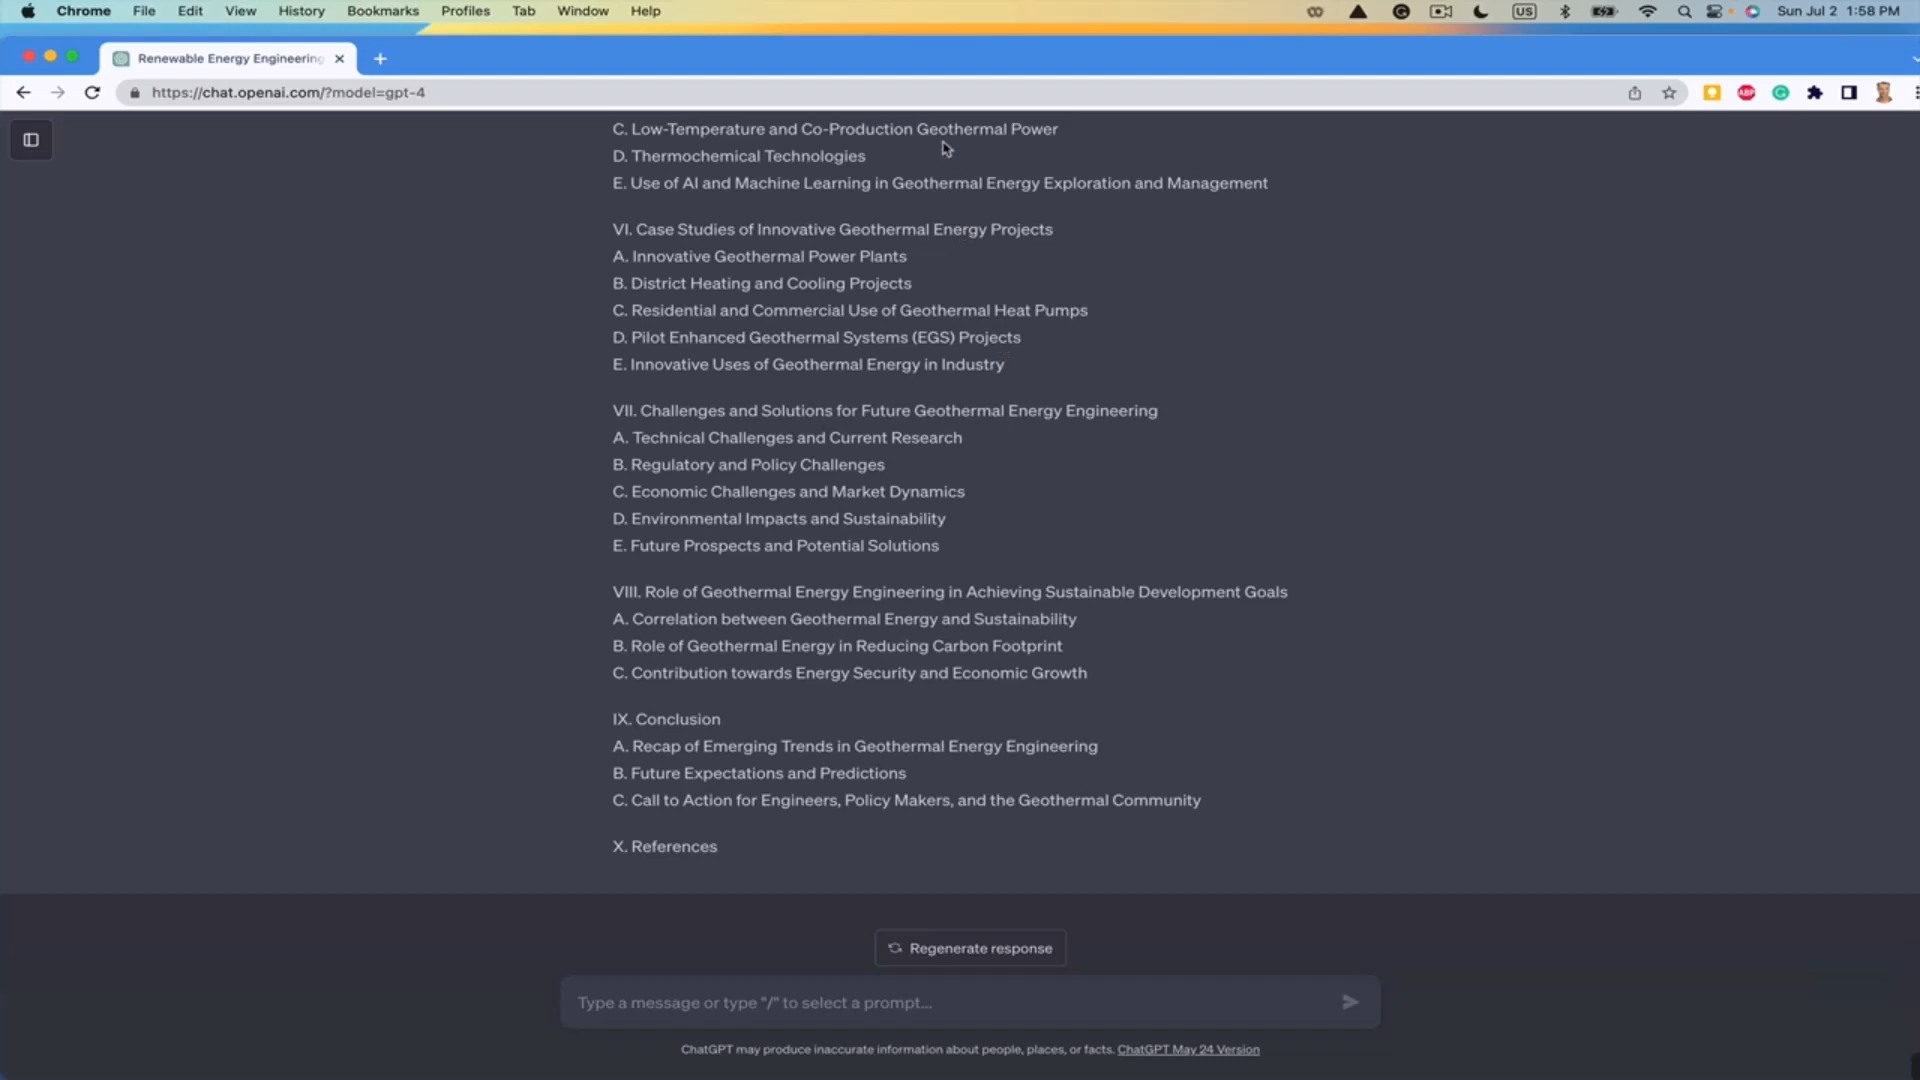 Chrome File Edit View History Bookmarks Profiles Tab Window Help US Sun Jul 2 1:58 PM
Renewable Energy Engineering
https://chat.openai.com/?model=gpt-4 ABP
C. Low-Temperature and Co-Production Geothermal Power
D. Thermochemical Technologies
E. Use of AI and Machine Learning in Geothermal Energy Exploration and Management
VI. Case Studies of Innovative Geothermal Energy Projects
A. Innovative Geothermal Power Plants
B. District Heating and Cooling Projects
C. Residential and Commercial Use of Geothermal Heat Pumps
D. Pilot Enhanced Geothermal Systems (EGS) Projects
E. Innovative Uses of Geothermal Energy in Industry
VII. Challenges and Solutions for Future Geothermal Energy Engineering
A. Technical Challenges and Current Research
B. Regulatory and Policy Challenges
C. Economic Challenges and Market Dynamics
D. Environmental Impacts and Sustainability
E. Future Prospects and Potential Solutions
VIII. Role of Geothermal Energy Engineering in Achieving Sustainable Development Goals
A. Correlation between Geothermal Energy and Sustainability
B. Role of Geothermal Energy in Reducing Carbon Footprint
C. Contribution towards Energy Security and Economic Growth
IX. Conclusion
A. Recap of Emerging Trends in Geothermal Energy Engineering
B. Future Expectations and Predictions
C. Call to Action for Engineers, Policy Makers, and the Geothermal Community
X. References
Regenerate response
Type a message or type "/" to select a prompt...
ChatGPT may produce inaccurate information about people, places, or facts. ChatGPT May 24 Version